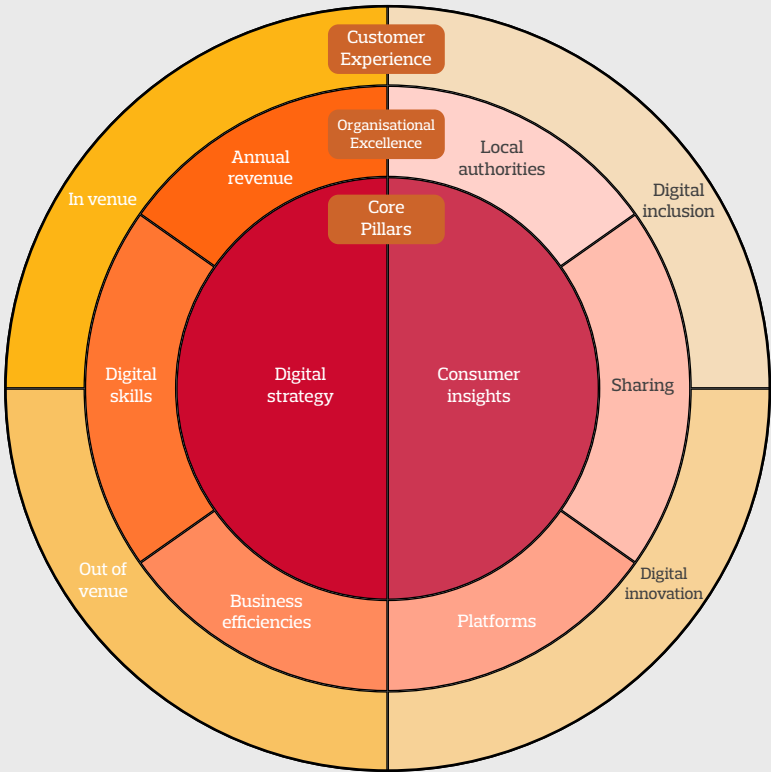 Customer
Experience
Organisational
Excellence
Core
Pillars
Annual
revenue
Local
authorities
In venue
Digital
inclusion
Digital
skills
Digital
strategy
Consumer
insights
Sharing
Out of
venue
Digital
innovation
Business
efficiencies
Platforms